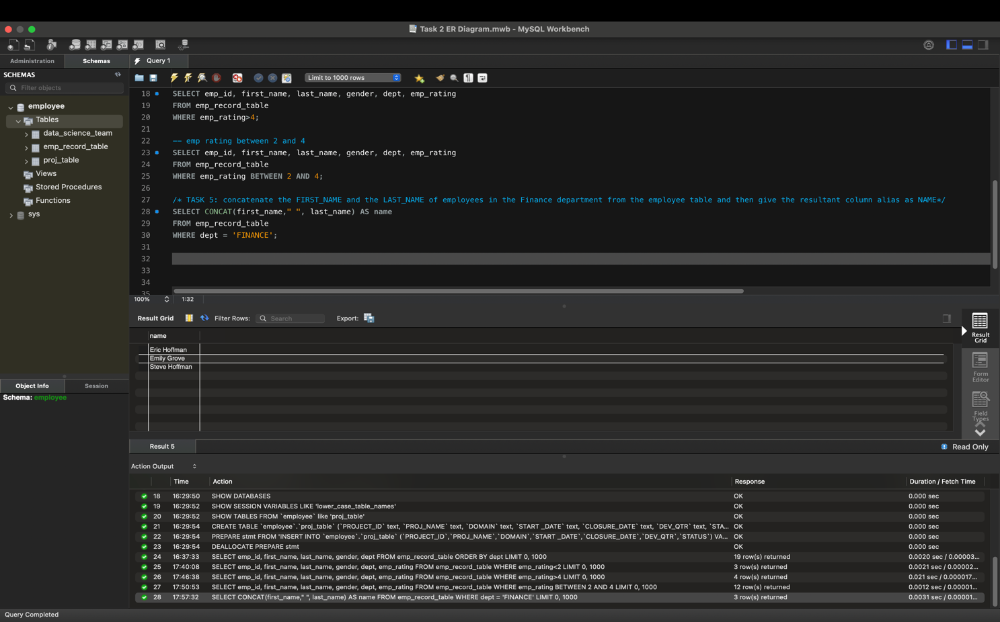 Task 2 ER Diagram.mwb - MySQL Workbench
Administration
Schemas
Query 1
SCHEMAS
Filter objects
employee
Tables
data_science_team
emp_record_table
proj_table
Views
Stored Procedures
Functions
sys
Object Info
Session
Schema: employee
Limit to 1000 rows
18 SELECT emp_id, first_name, last_name, gender, dept, emp_rating
19 FROM emp_record_table
20 WHERE emp_rating>4;
21
22 -- emp rating between 2 and 4
23 SELECT emp_id, first_name, last_name, gender, dept, emp_rating
24 FROM emp_record_table
25 WHERE emp_rating BETWEEN 2 AND 4;
26
27 /* TASK 5: concatenate the FIRST_NAME and the LAST_NAME of employees in the Finance department from the employee table and then give the resultant column alias as NAME*/
28 SELECT CONCAT(first_name," ", last_name) AS name
29 FROM emp_record_table
30 WHERE dept = 'FINANCE';
31
32
33
34
35
100% 1:32
Result Grid Filter Rows: Search Export:
name
Eric Hoffman
Emily Grove
Steve Hoffman
Result Grid
Form Editor
Field Types
Result 5
Read Only
Action Output
Time Action Response Duration / Fetch Time
18 16:29:50 SHOW DATABASES OK 0.000 sec
19 16:29:52 SHOW SESSION VARIABLES LIKE 'lower_case_table_names' OK 0.000 sec
20 16:29:52 SHOW TABLES FROM `employee` like 'proj_table' OK 0.000 sec
21 16:29:54 CREATE TABLE `employee`.`proj_table` (`PROJECT_ID` text, `PROJ_NAME` text, `DOMAIN` text, `START _DATE` text, `CLOSURE_DATE` text, `DEV_QTR` text, `STA... OK 0.000 sec
22 16:29:54 PREPARE stmt FROM 'INSERT INTO `employee`.`proj_table` (`PROJECT_ID`,`PROJ_NAME`,`DOMAIN`,`START _DATE`,`CLOSURE_DATE`,`DEV_QTR`,`STATUS`) VA... OK 0.000 sec
23 16:29:54 DEALLOCATE PREPARE stmt OK 0.000 sec
24 16:37:33 SELECT emp_id, first_name, last_name, gender, dept FROM emp_record_table ORDER BY dept LIMIT 0, 1000 19 row(s) returned 0.0020 sec / 0.00003...
25 17:40:08 SELECT emp_id, first_name, last_name, gender, dept, emp_rating FROM emp_record_table WHERE emp_rating<2 LIMIT 0, 1000 3 row(s) returned 0.0021 sec / 0.00002...
26 17:46:38 SELECT emp_id, first_name, last_name, gender, dept, emp_rating FROM emp_record_table WHERE emp_rating>4 LIMIT 0, 1000 4 row(s) returned 0.021 sec / 0.000017...
27 17:50:53 SELECT emp_id, first_name, last_name, gender, dept, emp_rating FROM emp_record_table WHERE emp_rating BETWEEN 2 AND 4 LIMIT 0, 1000 12 row(s) returned 0.0012 sec / 0.00001...
28 17:57:32 SELECT CONCAT(first_name," ", last_name) AS name FROM emp_record_table WHERE dept = 'FINANCE' LIMIT 0, 1000 3 row(s) returned 0.0031 sec / 0.00001...
Query Completed